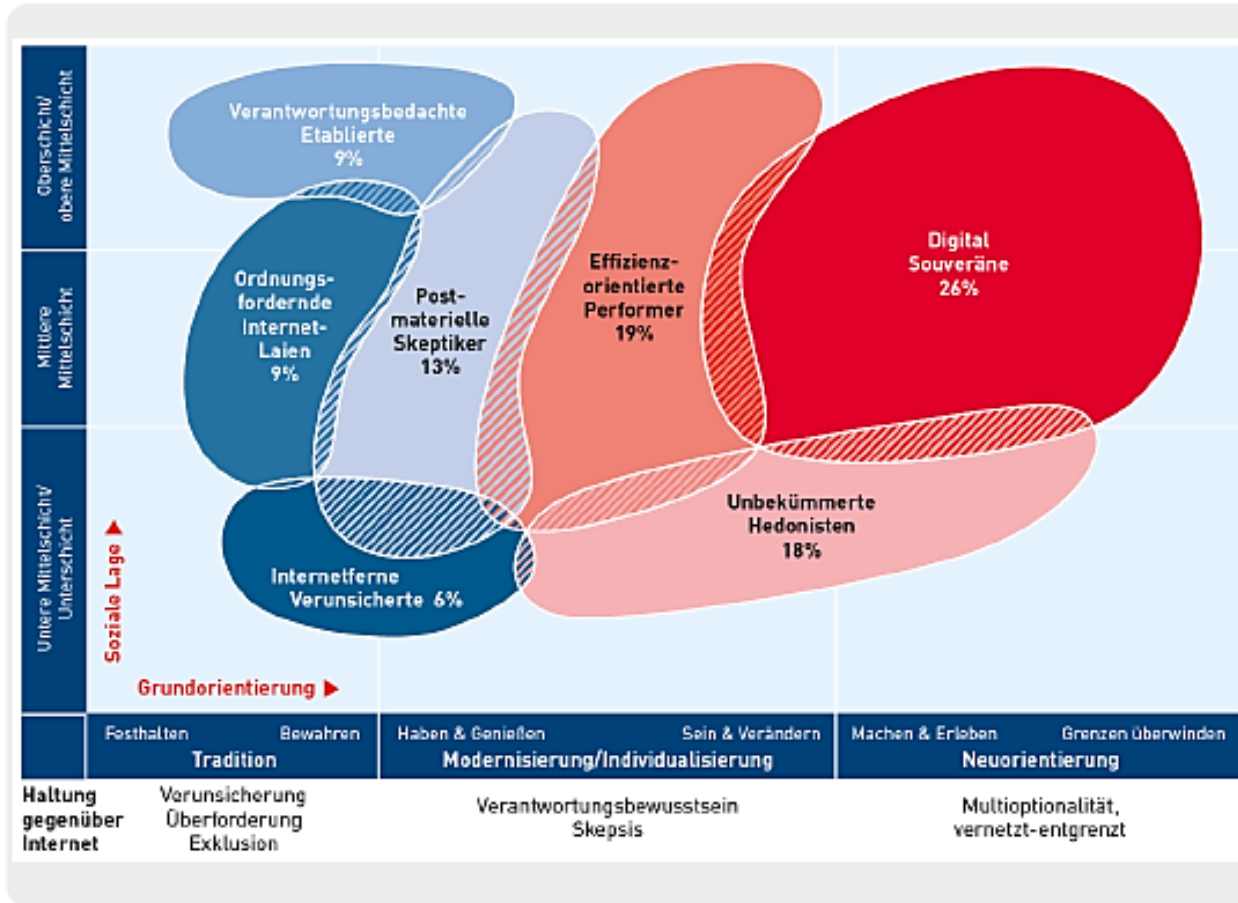 Oberschicht/
obere Mittelschicht
Mittlere
Mittelschicht
Untere Mittelschicht/
Unterschicht
Soziale Lage ▶
Grundorientierung ▶
Verantwortungsbedachte
Etablierte
9%
Ordnungs-
fordernde
Internet-
Laien
9%
Post-
materielle
Skeptiker
13%
Effizienz-
orientierte
Performer
19%
Digital
Souveräne
26%
Unbekümmerte
Hedonisten
18%
Internetferne
Verunsicherte 6%
Festhalten Bewahren
Tradition
Haben & Genießen Sein & Verändern
Modernisierung/Individualisierung
Machen & Erleben Grenzen überwinden
Neuorientierung
Haltung
gegenüber
Internet
Verunsicherung
Überforderung
Exklusion
Verantwortungsbewusstsein
Skepsis
Multioptionalität,
vernetzt-entgrenzt